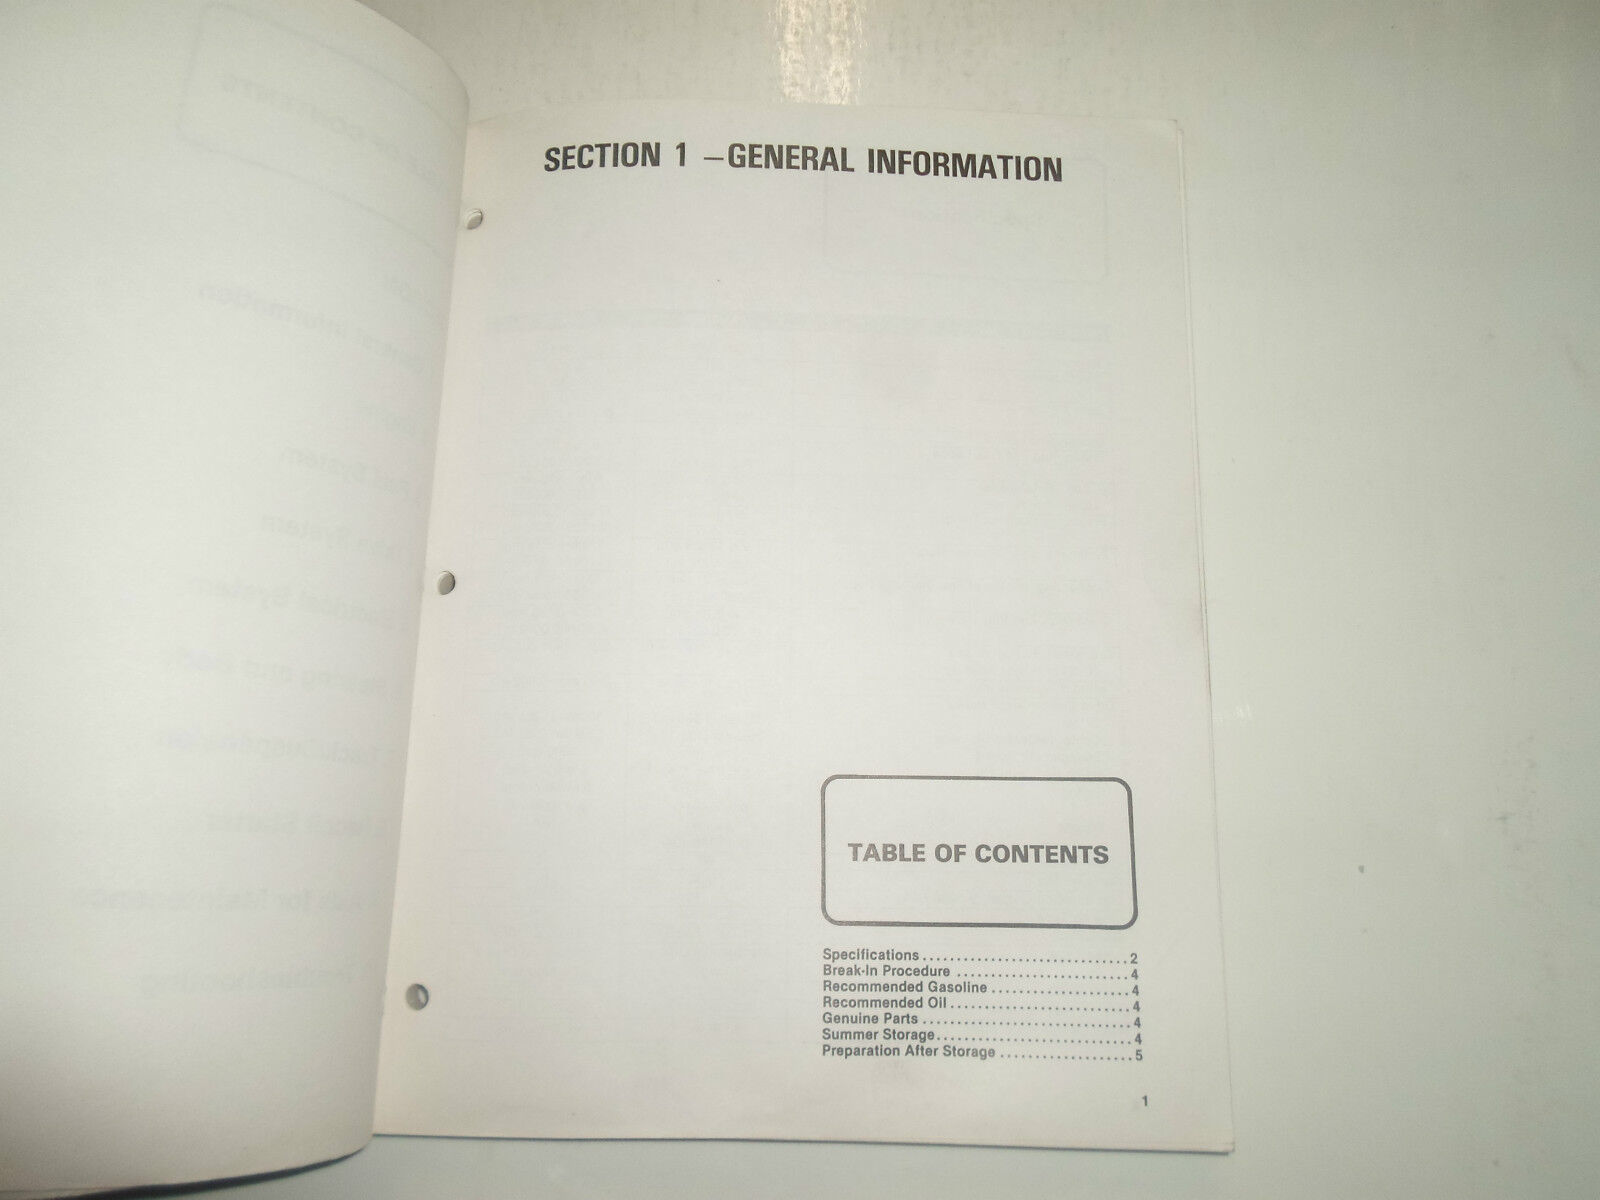 SECTION 1 –GENERAL INFORMATION
TABLE OF CONTENTS
Specifications..............................2
Break-In Procedure.........................4
Recommended Gasoline....................4
Recommended Oil..........................4
Genuine Parts..............................4
Summer Storage............................4
Preparation After Storage...................5
1